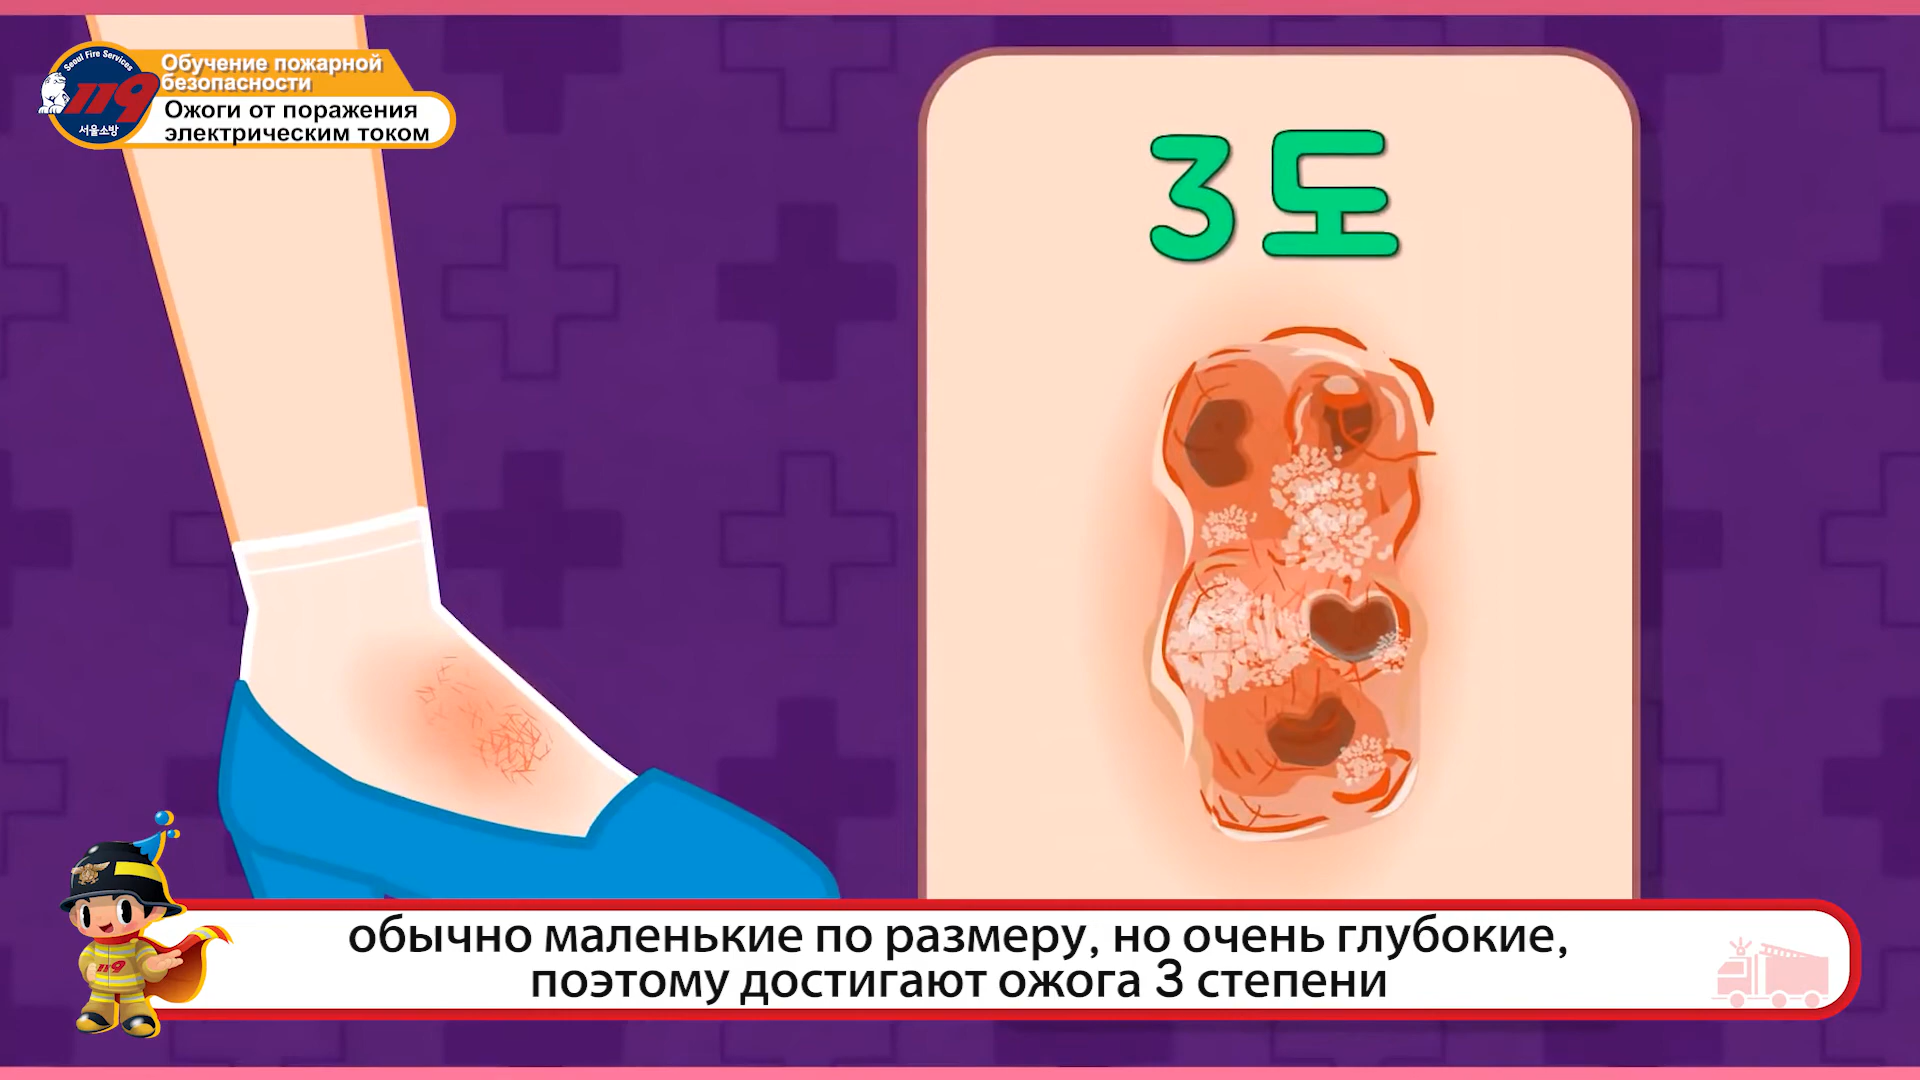 Seoul Fire Services
119
서울소방
Обучение пожарной
безопасности
Ожоги от поражения
электрическим током
3도
119
обычно маленькие по размеру, но очень глубокие,
поэтому достигают ожога 3 степени